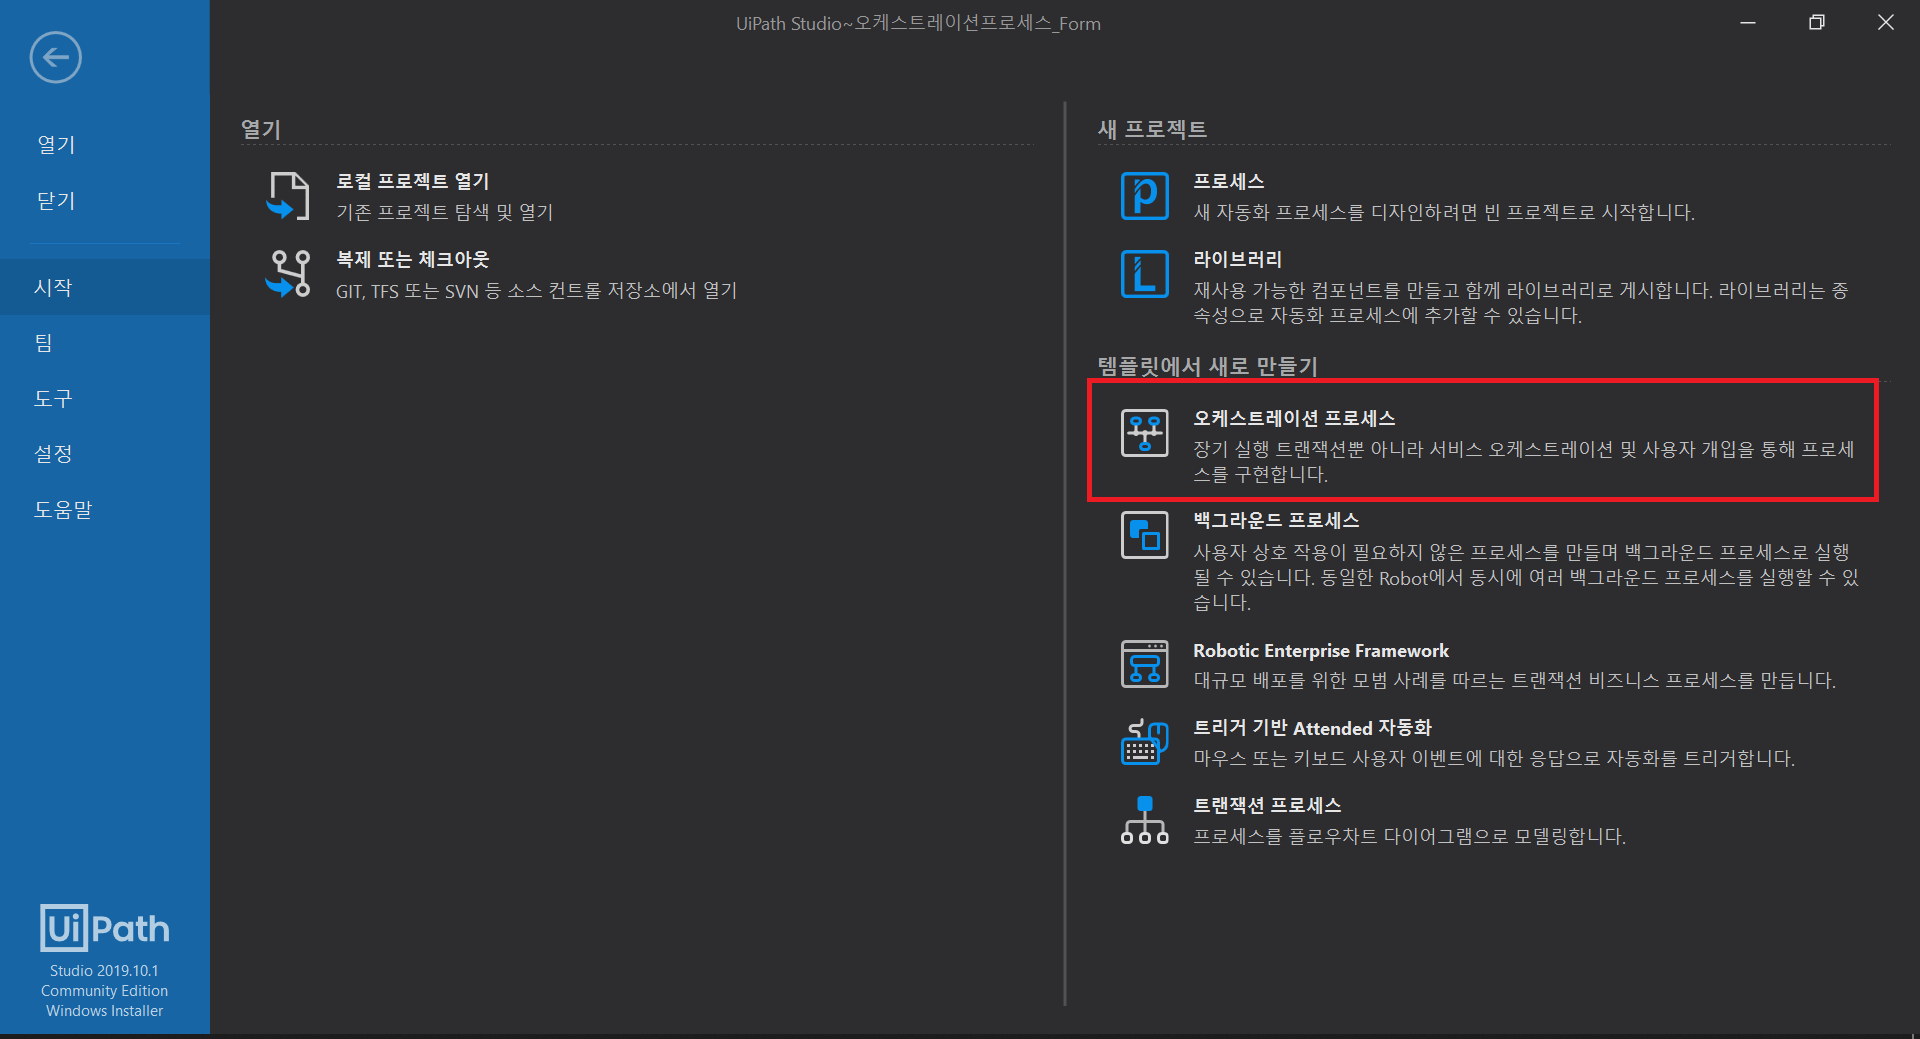 UiPath Studio~오케스트레이션프로세스_Form
열기
닫기
시작
팀
도구
설정
도움말
UiPath
Studio 2019.10.1
Community Edition
Windows Installer
열기
로컬 프로젝트 열기
기존 프로젝트 탐색 및 열기
복제 또는 체크아웃
GIT, TFS 또는 SVN 등 소스 컨트롤 저장소에서 열기
새 프로젝트
프로세스
새 자동화 프로세스를 디자인하려면 빈 프로젝트로 시작합니다.
라이브러리
재사용 가능한 컴포넌트를 만들고 함께 라이브러리로 게시합니다. 라이브러리는 종
속성으로 자동화 프로세스에 추가할 수 있습니다.
템플릿에서 새로 만들기
오케스트레이션 프로세스
장기 실행 트랜잭션뿐 아니라 서비스 오케스트레이션 및 사용자 개입을 통해 프로세
스를 구현합니다.
백그라운드 프로세스
사용자 상호 작용이 필요하지 않은 프로세스를 만들며 백그라운드 프로세스로 실행
될 수 있습니다. 동일한 Robot에서 동시에 여러 백그라운드 프로세스를 실행할 수 있
습니다.
Robotic Enterprise Framework
대규모 배포를 위한 모범 사례를 따르는 트랜잭션 비즈니스 프로세스를 만듭니다.
트리거 기반 Attended 자동화
마우스 또는 키보드 사용자 이벤트에 대한 응답으로 자동화를 트리거합니다.
트랜잭션 프로세스
프로세스를 플로우차트 다이어그램으로 모델링합니다.